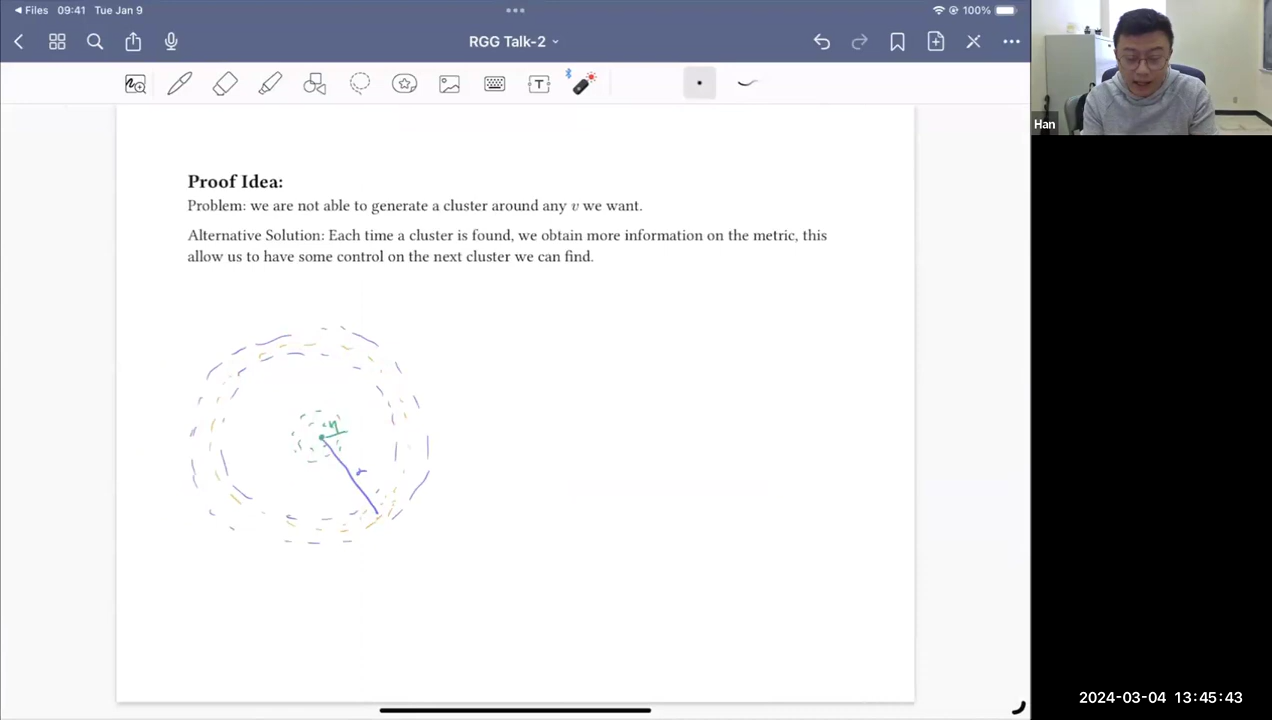 Files 09:41 Tue Jan 9
100%
RGG Talk-2
T
Proof Idea:
Problem: we are not able to generate a cluster around any v we want.
Alternative Solution: Each time a cluster is found, we obtain more information on the metric, this
allow us to have some control on the next cluster we can find.
η
r
Han
2024-03-04 13:45:43